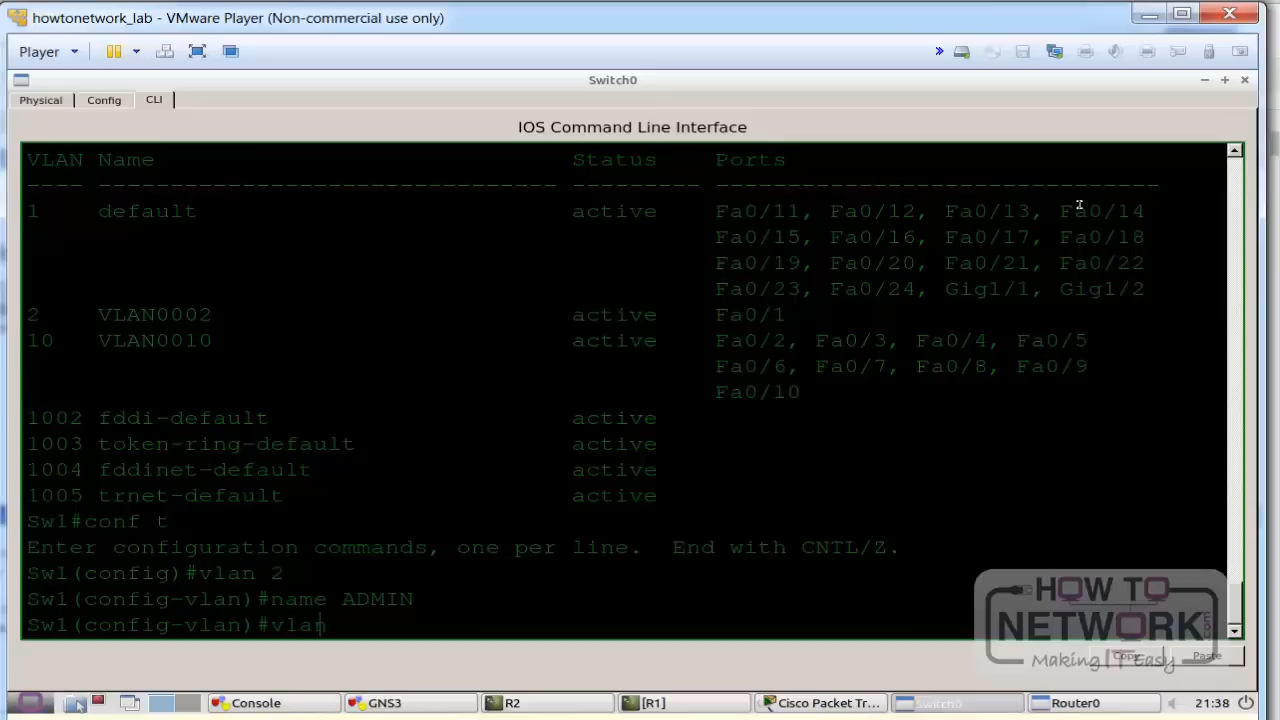 howtonetwork_lab - VMware Player (Non-commercial use only)
Player
»
Switch0
Physical Config CLI
IOS Command Line Interface
VLAN Name Status Ports
---- -------------------------------- --------- -------------------------------
1 default active Fa0/11, Fa0/12, Fa0/13, Fa0/14
Fa0/15, Fa0/16, Fa0/17, Fa0/18
Fa0/19, Fa0/20, Fa0/21, Fa0/22
Fa0/23, Fa0/24, Gig1/1, Gig1/2
2 VLAN0002 active Fa0/1
10 VLAN0010 active Fa0/2, Fa0/3, Fa0/4, Fa0/5
Fa0/6, Fa0/7, Fa0/8, Fa0/9
Fa0/10
1002 fddi-default active
1003 token-ring-default active
1004 fddinet-default active
1005 trnet-default active
Sw1#conf t
Enter configuration commands, one per line.  End with CNTL/Z.
Sw1(config)#vlan 2
Sw1(config-vlan)#name ADMIN
Sw1(config-vlan)#vlan
HOW TO
NETWORK.com
Making IT Easy
Copy Paste
Console GNS3 R2 [R1] Cisco Packet Tr... Switch0 Router0 21:38